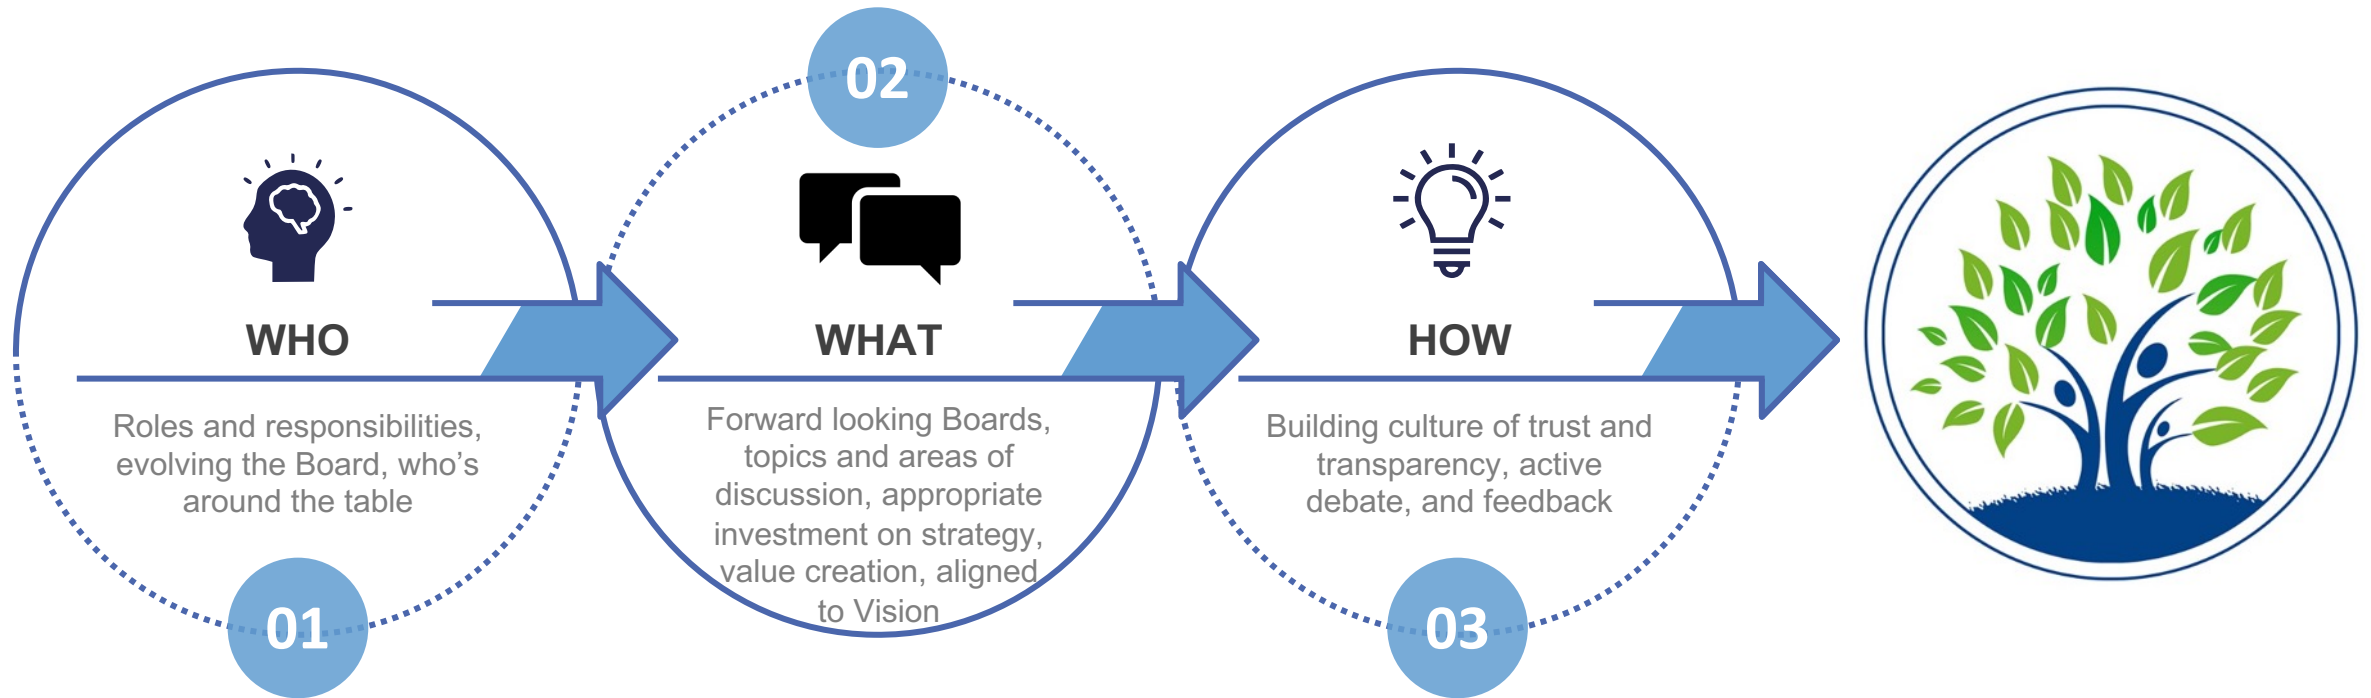 WHO
Roles and responsibilities,
evolving the Board, who’s
around the table
01
02
WHAT
Forward looking Boards,
topics and areas of
discussion, appropriate
investment on strategy,
value creation, aligned
to Vision
HOW
Building culture of trust and
transparency, active
debate, and feedback
03